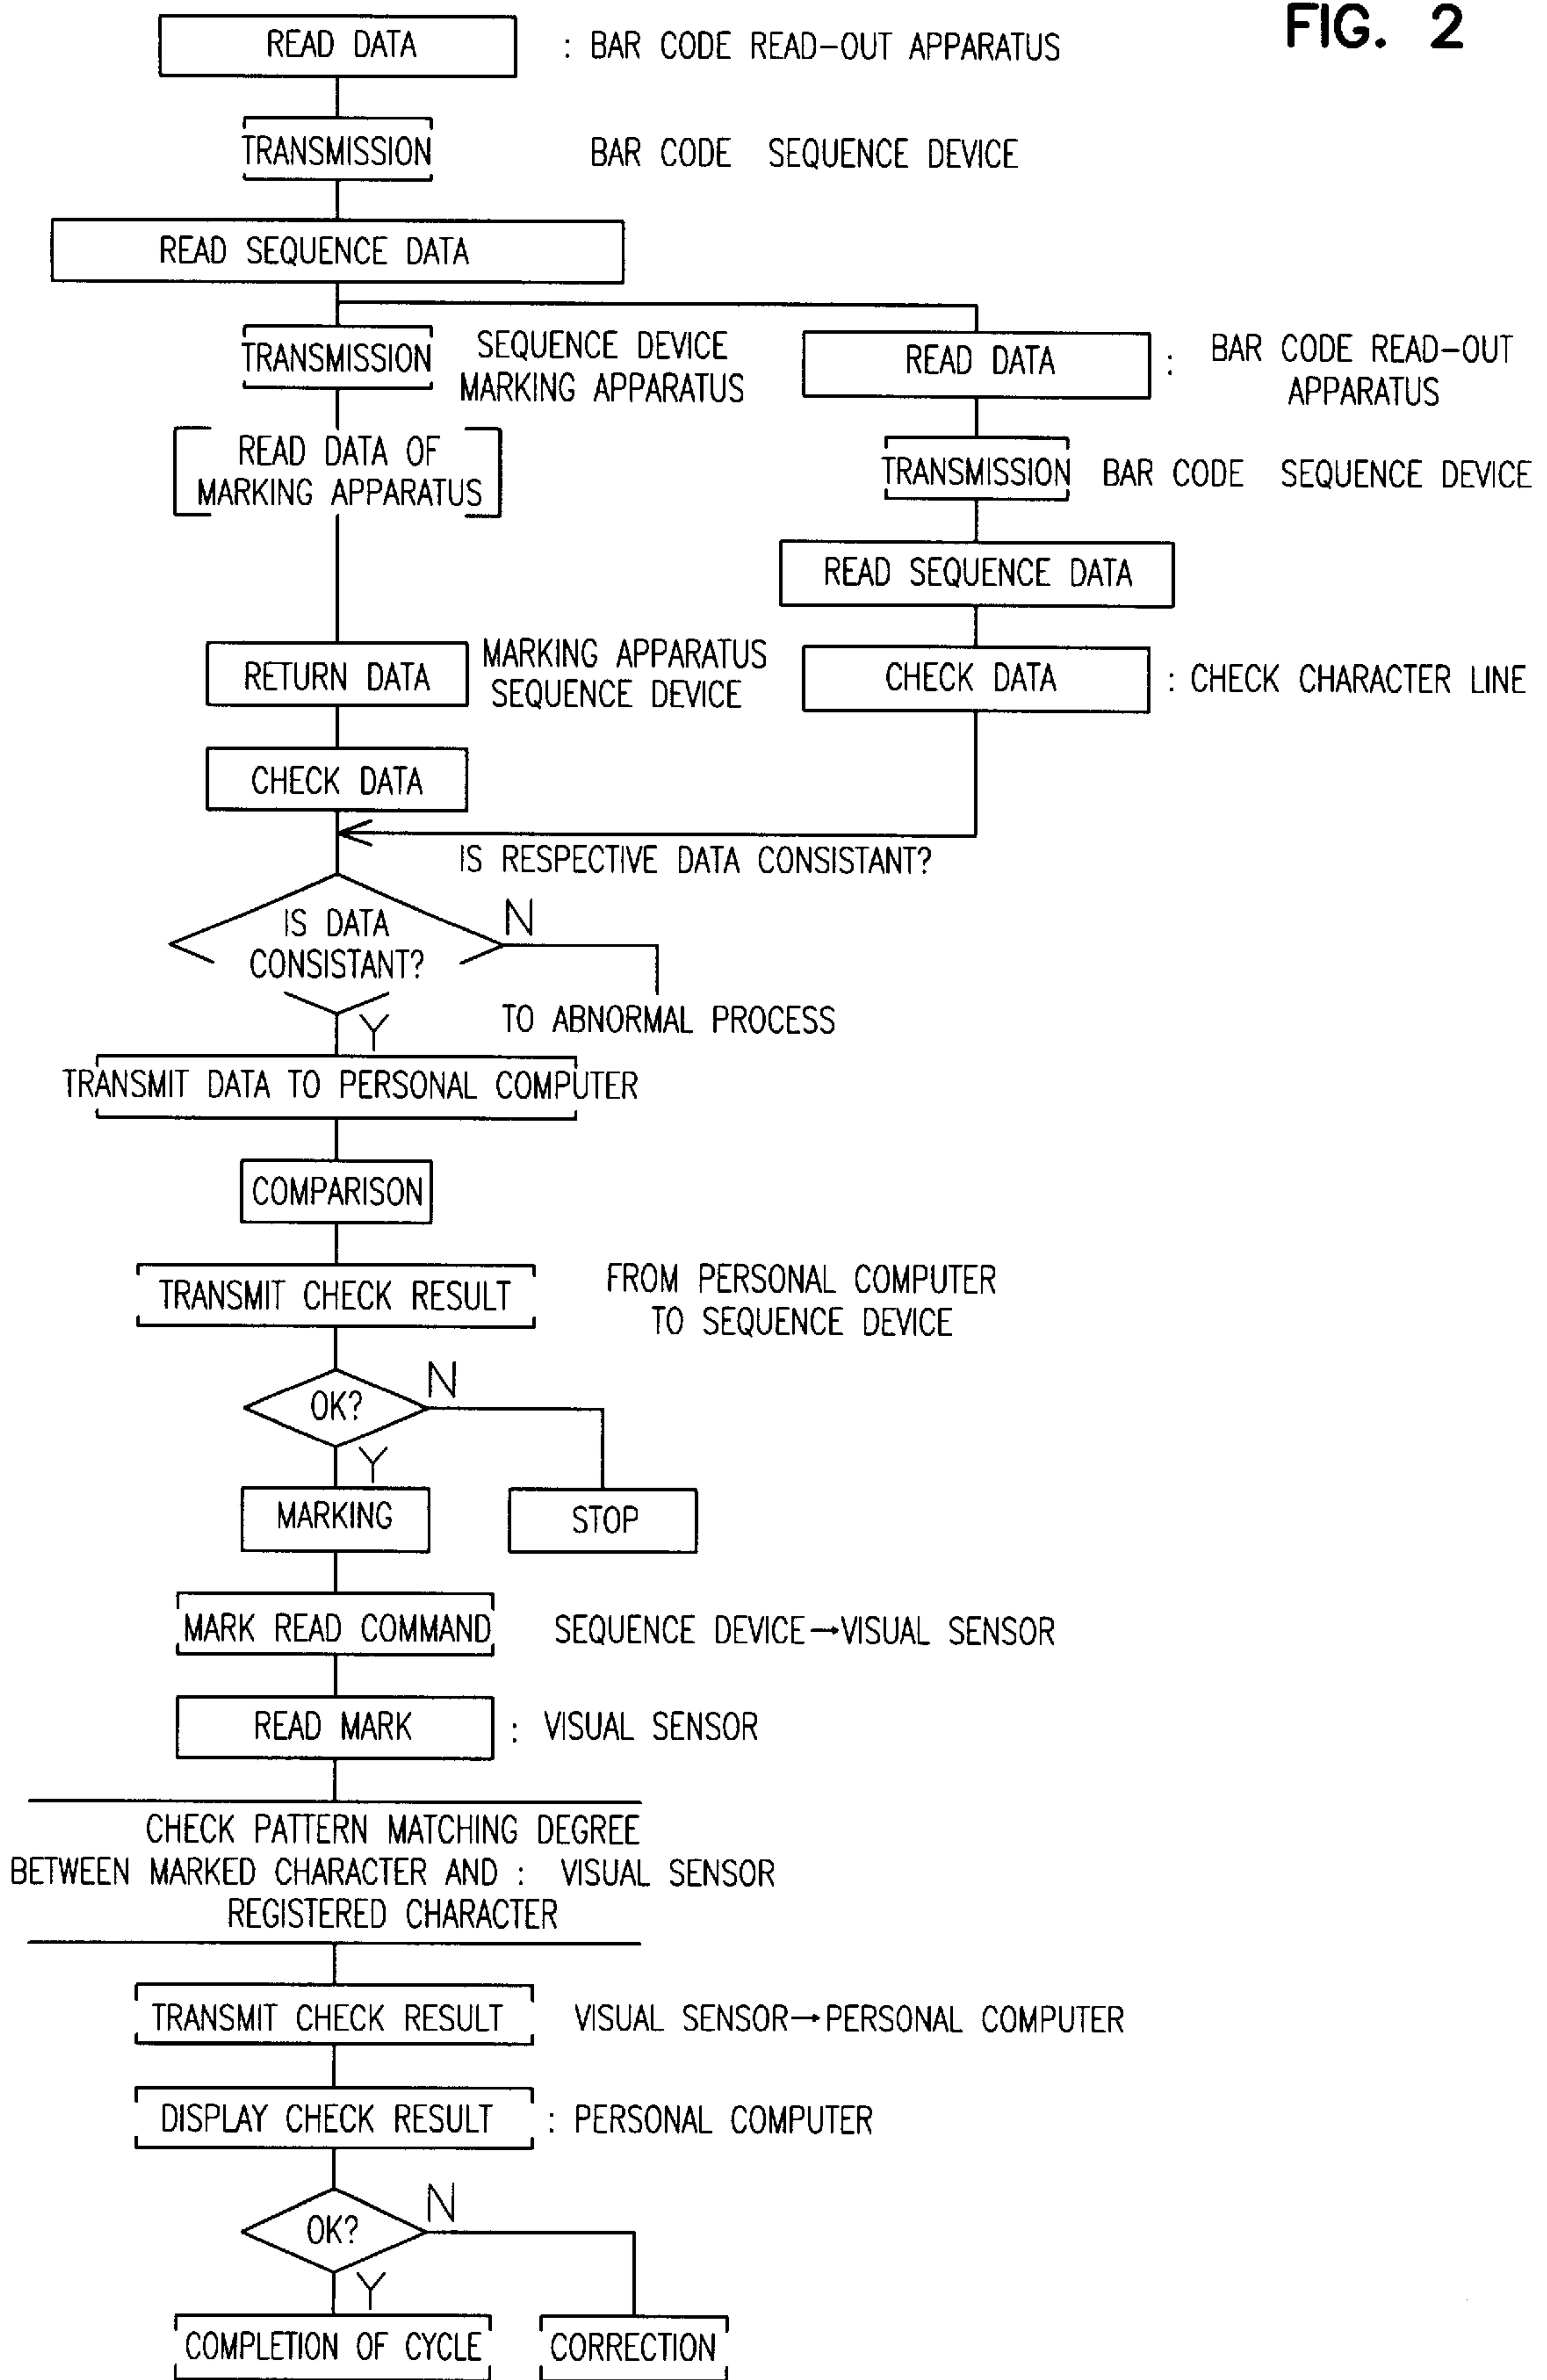 FIG. 2
READ DATA : BAR CODE READ-OUT APPARATUS
TRANSMISSION BAR CODE SEQUENCE DEVICE
READ SEQUENCE DATA
TRANSMISSION
SEQUENCE DEVICE
MARKING APPARATUS
READ DATA OF
MARKING APPARATUS
READ DATA :
BAR CODE READ-OUT
APPARATUS
TRANSMISSION BAR CODE SEQUENCE DEVICE
READ SEQUENCE DATA
CHECK DATA : CHECK CHARACTER LINE
RETURN DATA
MARKING APPARATUS
SEQUENCE DEVICE
CHECK DATA
IS RESPECTIVE DATA CONSISTANT?
IS DATA
CONSISTANT?
N
TO ABNORMAL PROCESS
Y
TRANSMIT DATA TO PERSONAL COMPUTER
COMPARISON
TRANSMIT CHECK RESULT
FROM PERSONAL COMPUTER
TO SEQUENCE DEVICE
OK?
N
Y
MARKING
STOP
MARK READ COMMAND SEQUENCE DEVICE→VISUAL SENSOR
READ MARK : VISUAL SENSOR
CHECK PATTERN MATCHING DEGREE
BETWEEN MARKED CHARACTER AND : VISUAL SENSOR
REGISTERED CHARACTER
TRANSMIT CHECK RESULT VISUAL SENSOR→PERSONAL COMPUTER
DISPLAY CHECK RESULT : PERSONAL COMPUTER
OK?
N
Y
COMPLETION OF CYCLE
CORRECTION